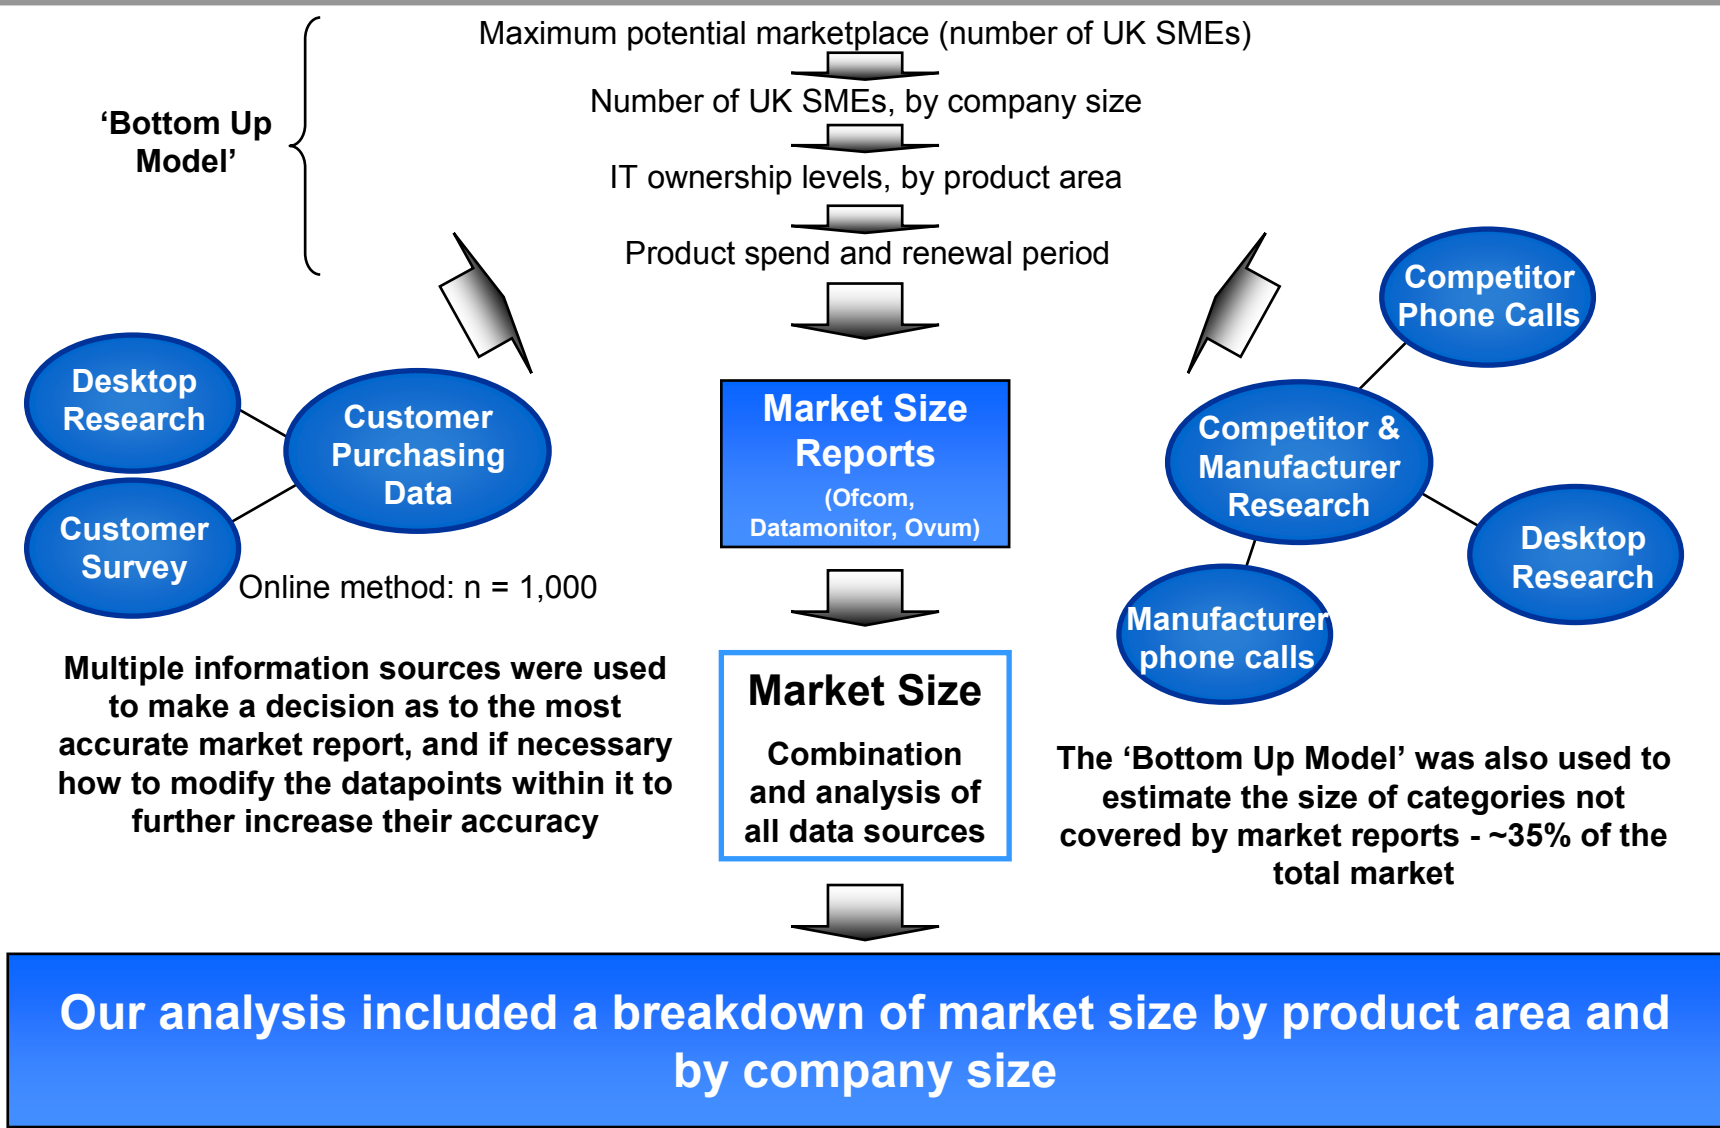 Maximum potential marketplace (number of UK SMEs)
Number of UK SMEs, by company size
‘Bottom Up
Model’
IT ownership levels, by product area
Product spend and renewal period
Desktop
Research
Customer
Purchasing
Data
Customer
Survey
Online method: n = 1,000
Market Size
Reports
(Ofcom,
Datamonitor, Ovum)
Competitor
Phone Calls
Competitor &
Manufacturer
Research
Desktop
Research
Manufacturer
phone calls
Multiple information sources were used
to make a decision as to the most
accurate market report, and if necessary
how to modify the datapoints within it to
further increase their accuracy
Market Size
Combination
and analysis of
all data sources
The ‘Bottom Up Model’ was also used to
estimate the size of categories not
covered by market reports - ~35% of the
total market
Our analysis included a breakdown of market size by product area and
by company size